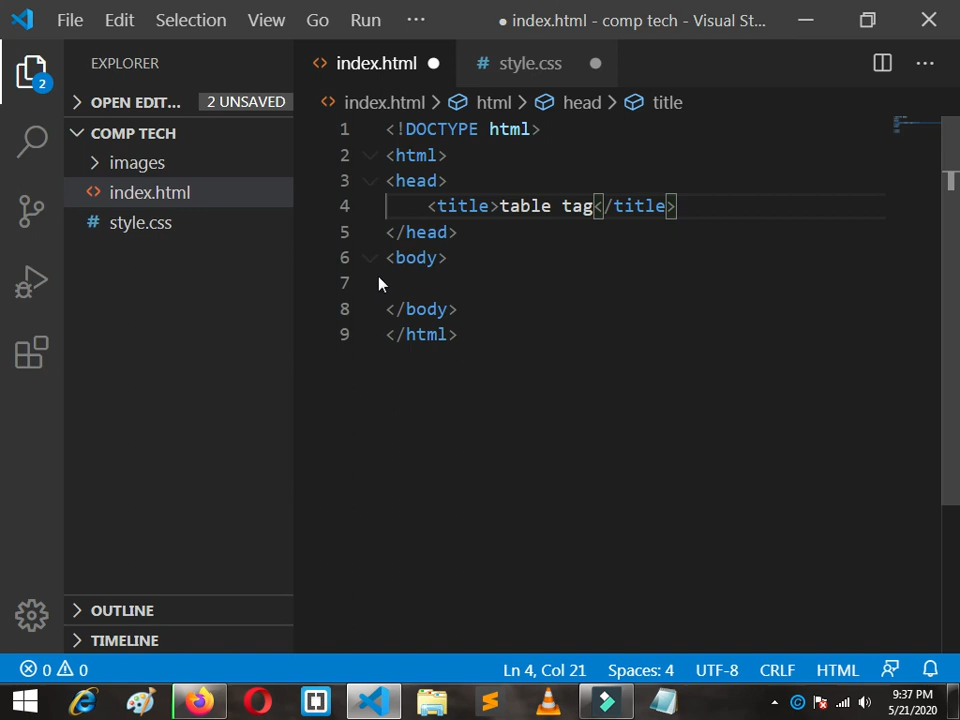 File Edit Selection View Go Run ··· ● index.html - comp tech - Visual St...
EXPLORER
index.html ●
# style.css ●
OPEN EDIT... 2 UNSAVED
index.html > html > head > title
COMP TECH
images
index.html
# style.css
2
1 <!DOCTYPE html>
2 <html>
3 <head>
4 <title>table tag</title>
5 </head>
6 <body>
7
8 </body>
9 </html>
OUTLINE
TIMELINE
0 0 Ln 4, Col 21 Spaces: 4 UTF-8 CRLF HTML
9:37 PM
5/21/2020